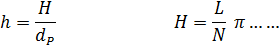 h = H / d_P H = L / N π ... ...